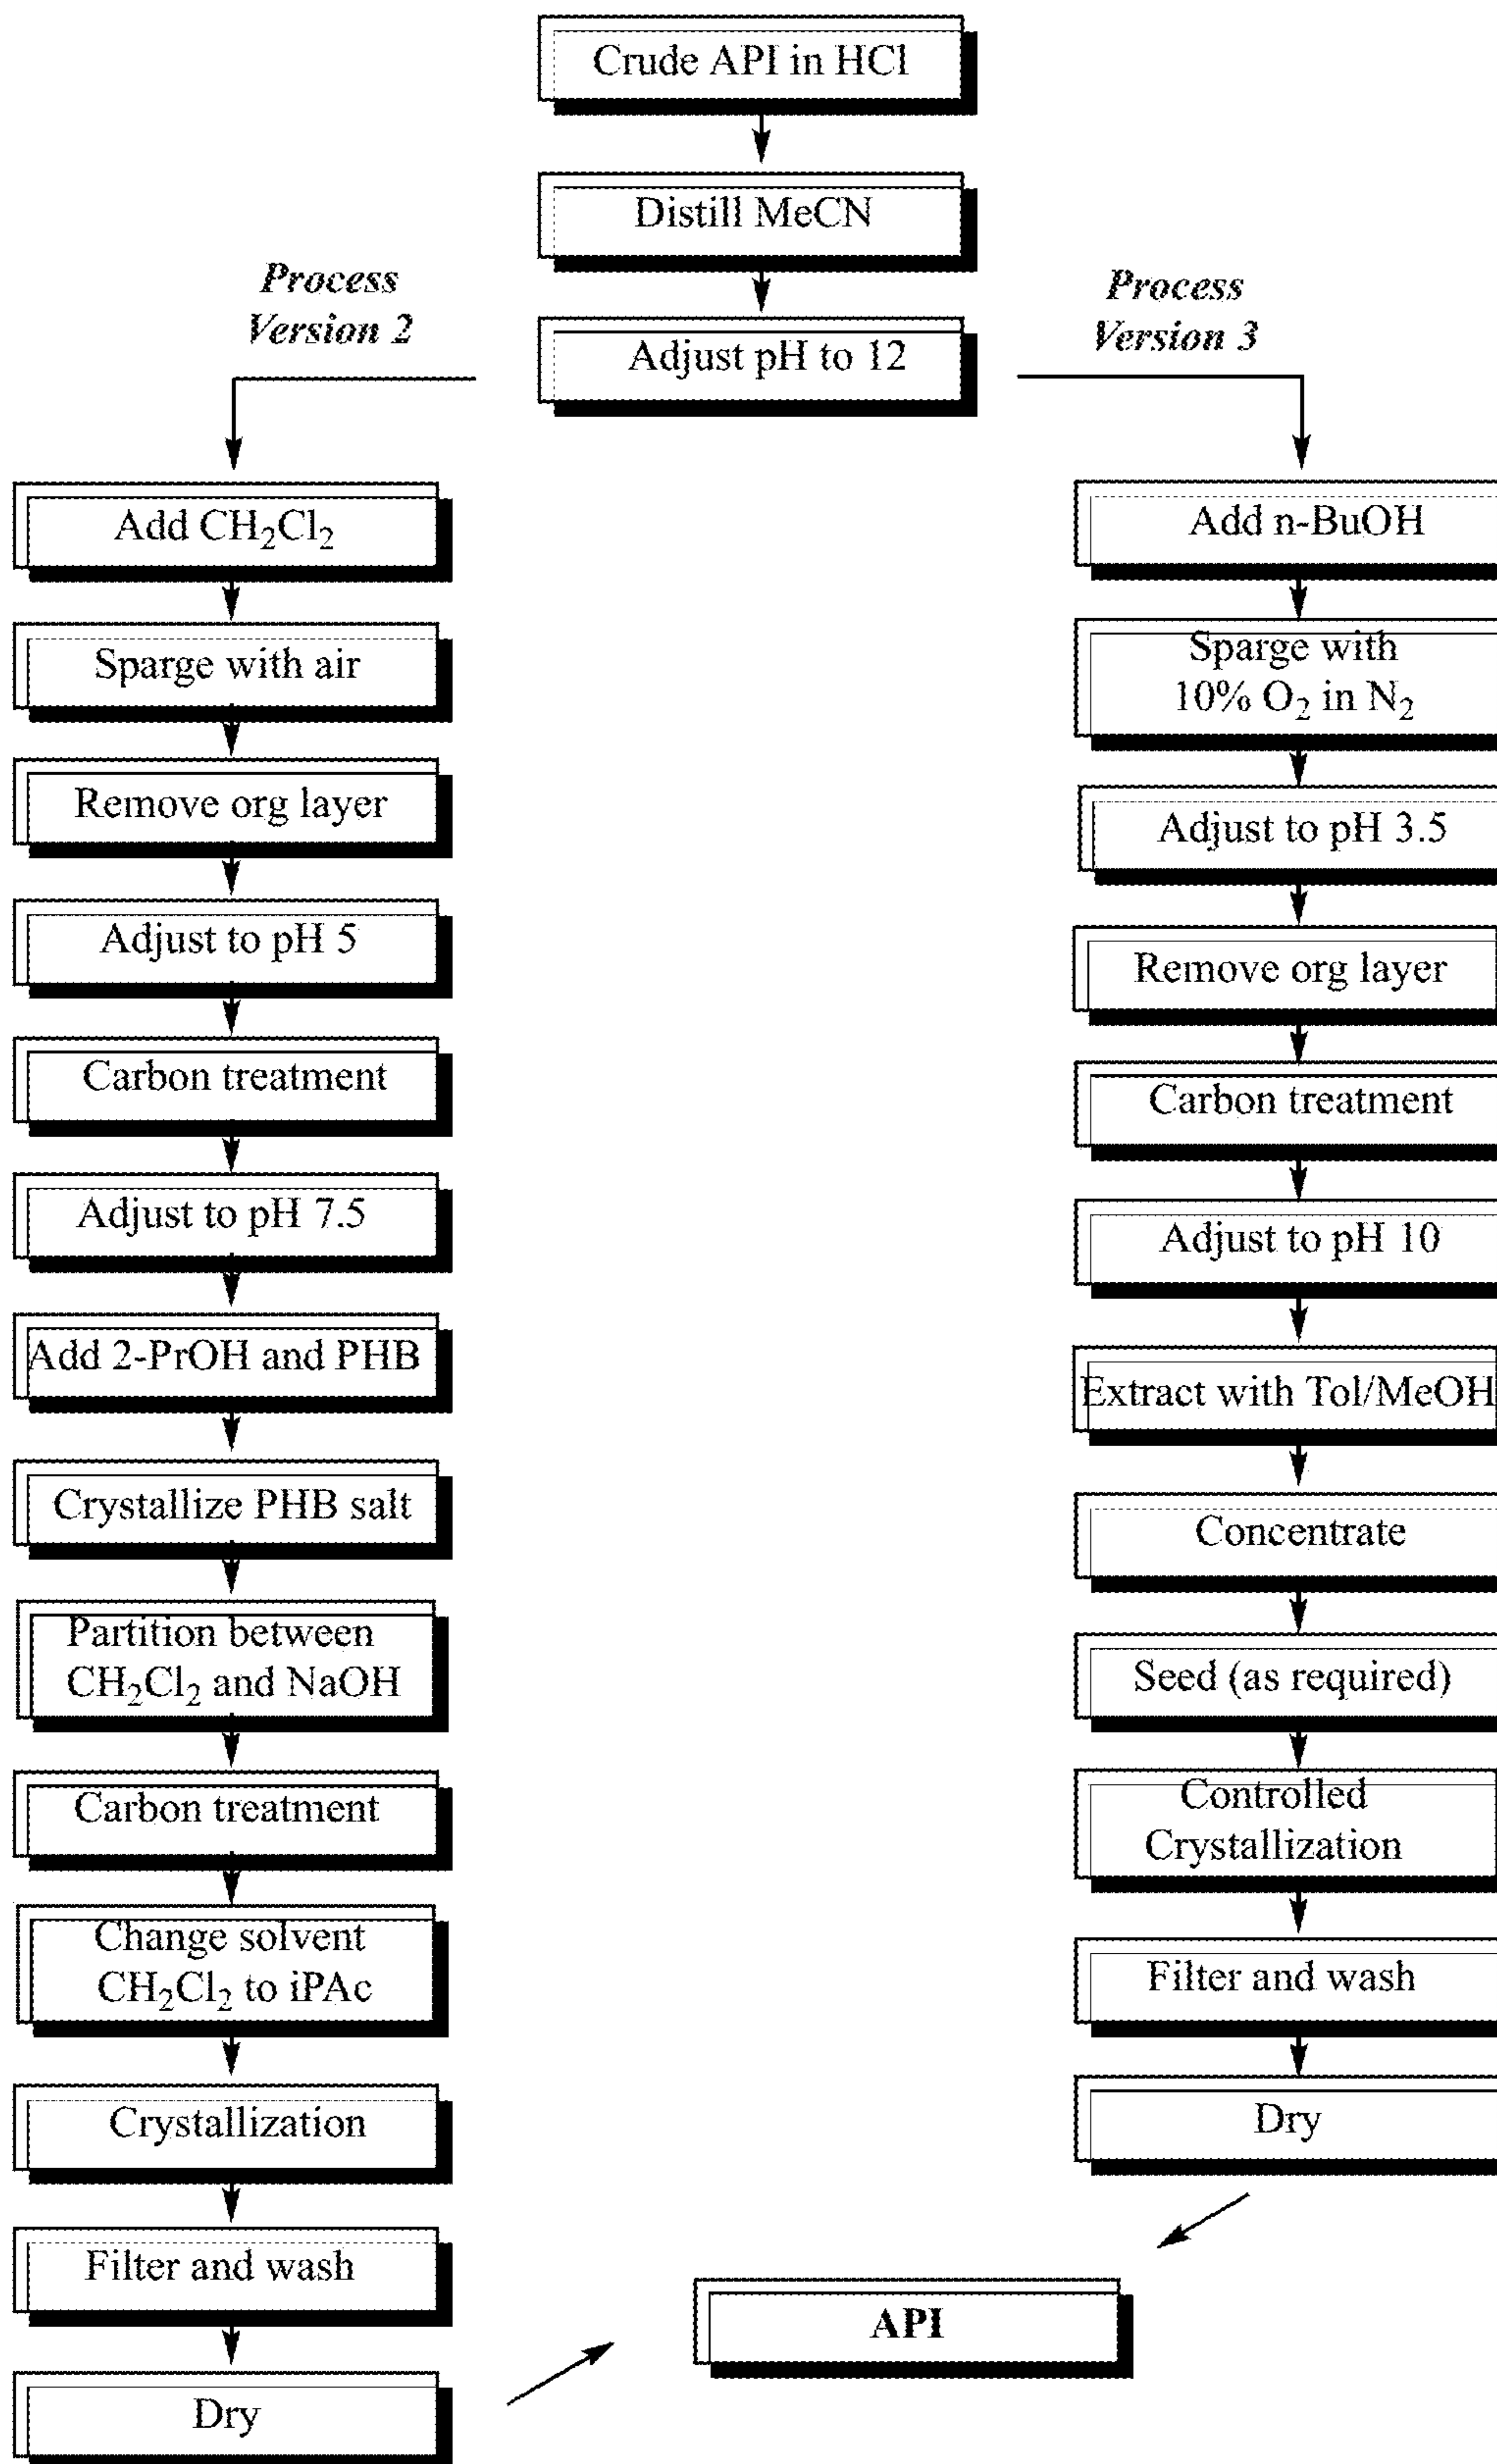 Crude API in HCl
Distill MeCN
Adjust pH to 12
Process
Version 2
Add CH₂Cl₂
Sparge with air
Remove org layer
Adjust to pH 5
Carbon treatment
Adjust to pH 7.5
Add 2-PrOH and PHB
Crystallize PHB salt
Partition between
CH₂Cl₂ and NaOH
Carbon treatment
Change solvent
CH₂Cl₂ to iPAc
Crystallization
Filter and wash
Dry
Process
Version 3
Add n-BuOH
Sparge with
10% O₂ in N₂
Adjust to pH 3.5
Remove org layer
Carbon treatment
Adjust to pH 10
Extract with Tol/MeOH
Concentrate
Seed (as required)
Controlled
Crystallization
Filter and wash
Dry
API